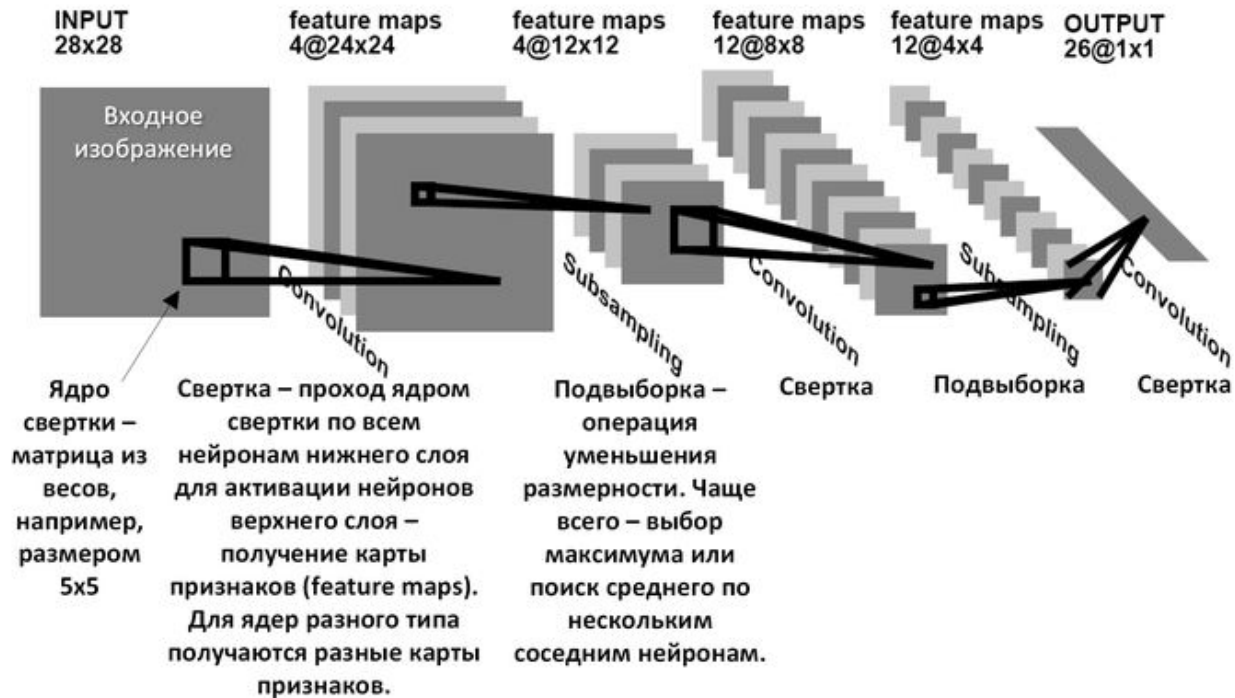 INPUT
28x28
feature maps
4@24x24
feature maps
4@12x12
feature maps
12@8x8
feature maps
12@4x4
OUTPUT
26@1x1
Входное
изображение
Convolution
Subsampling
Convolution
Subsampling
Convolution
Ядро
свертки –
матрица из
весов,
например,
размером
5x5
Свертка – проход ядром
свертки по всем
нейронам нижнего слоя
для активации нейронов
верхнего слоя –
получение карты
признаков (feature maps).
Для ядер разного типа
получаются разные карты
признаков.
Подвыборка –
операция
уменьшения
размерности. Чаще
всего – выбор
максимума или
поиск среднего по
нескольким
соседним нейронам.
Свертка
Подвыборка
Свертка